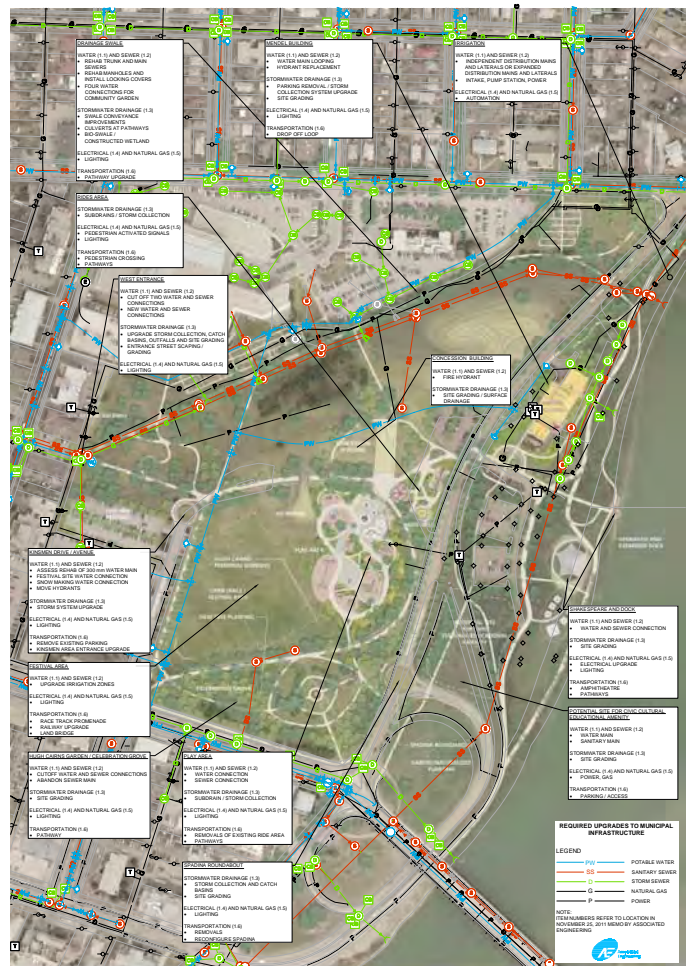 DRAINAGE SWALE
WATER (1.1) AND SEWER (1.2)
• REHAB TRUNK AND MAIN
SEWERS
• REHAB MANHOLES AND
INSTALL LOCKING COVERS
• FOUR WATER
CONNECTIONS FOR
COMMUNITY GARDEN
STORMWATER DRAINAGE (1.3)
• SWALE CONVEYANCE
IMPROVEMENTS
• CULVERTS AT PATHWAYS
• BIO-SWALE /
CONSTRUCTED WETLAND
ELECTRICAL (1.4) AND NATURAL GAS (1.5)
• LIGHTING
TRANSPORTATION (1.6)
• PATHWAY UPGRADE
MENDEL BUILDING
WATER (1.1) AND SEWER (1.2)
• WATER MAIN LOOPING
• HYDRANT REPLACEMENT
STORMWATER DRAINAGE (1.3)
• PARKING REMOVAL / STORM
COLLECTION SYSTEM UPGRADE
• SITE GRADING
ELECTRICAL (1.4) AND NATURAL GAS (1.5)
• LIGHTING
TRANSPORTATION (1.6)
• DROP OFF LOOP
IRRIGATION
WATER (1.1) AND SEWER (1.2)
• INDEPENDENT DISTRIBUTION MAINS
AND LATERALS OR EXPANDED
DISTRIBUTION MAINS AND LATERALS
• INTAKE, PUMP STATION, POWER
ELECTRICAL (1.4) AND NATURAL GAS (1.5)
• AUTOMATION
RIDES AREA
STORMWATER DRAINAGE (1.3)
• SUBDRAINS / STORM COLLECTION
ELECTRICAL (1.4) AND NATURAL GAS (1.5)
• PEDESTRIAN ACTIVATED SIGNALS
• LIGHTING
TRANSPORTATION (1.6)
• PEDESTRIAN CROSSING
• PATHWAYS
WEST ENTRANCE
WATER (1.1) AND SEWER (1.2)
• CUT OFF TWO WATER AND SEWER
CONNECTIONS
• NEW WATER AND SEWER
CONNECTIONS
STORMWATER DRAINAGE (1.3)
• UPGRADE STORM COLLECTION, CATCH
BASINS, OUTFALLS AND SITE GRADING
• ENTRANCE STREET SCAPING /
GRADING
ELECTRICAL (1.4) AND NATURAL GAS (1.5)
• LIGHTING
CONCESSION BUILDING
WATER (1.1) AND SEWER (1.2)
• FIRE HYDRANT
STORMWATER DRAINAGE (1.3)
• SITE GRADING / SURFACE
DRAINAGE
KINSMEN DRIVE / AVENUE
WATER (1.1) AND SEWER (1.2)
• ASSESS REHAB OF 300 mm WATER MAIN
• FESTIVAL SITE WATER CONNECTION
• SNOW MAKING WATER CONNECTION
• MOVE HYDRANTS
STORMWATER DRAINAGE (1.3)
• STORM SYSTEM UPGRADE
ELECTRICAL (1.4) AND NATURAL GAS (1.5)
• LIGHTING
TRANSPORTATION (1.6)
• REMOVE EXISTING PARKING
• KINSMEN AREA ENTRANCE UPGRADE
FESTIVAL AREA
WATER (1.1) AND SEWER (1.2)
• UPGRADE IRRIGATION ZONES
ELECTRICAL (1.4) AND NATURAL GAS (1.5)
• LIGHTING
TRANSPORTATION (1.6)
• RACE TRACK PROMENADE
• RAILWAY UPGRADE
• LAND BRIDGE
HUGH CAIRNS GARDEN / CELEBRATION GROVE
WATER (1.1) AND SEWER (1.2)
• CUTOFF WATER AND SEWER CONNECTIONS
• ABANDON SEWER MAIN
STORMWATER DRAINAGE (1.3)
• SITE GRADING
ELECTRICAL (1.4) AND NATURAL GAS (1.5)
• LIGHTING
TRANSPORTATION (1.6)
• PATHWAY
PLAY AREA
WATER (1.1) AND SEWER (1.2)
• WATER CONNECTION
• SEWER CONNECTION
STORMWATER DRAINAGE (1.3)
• SUBDRAIN / STORM COLLECTION
ELECTRICAL (1.4) AND NATURAL GAS (1.5)
• LIGHTING
TRANSPORTATION (1.6)
• REMOVALS OF EXISTING RIDE AREA
• PATHWAYS
SPADINA ROUNDABOUT
STORMWATER DRAINAGE (1.3)
• STORM COLLECTION AND CATCH
BASINS
• SITE GRADING
ELECTRICAL (1.4) AND NATURAL GAS (1.5)
• LIGHTING
TRANSPORTATION (1.6)
• REMOVALS
• RECONFIGURE SPADINA
SHAKESPEARE AND DOCK
WATER (1.1) AND SEWER (1.2)
• WATER AND SEWER CONNECTION
STORMWATER DRAINAGE (1.3)
• SITE GRADING
ELECTRICAL (1.4) AND NATURAL GAS (1.5)
• ELECTRICAL UPGRADE
• LIGHTING
TRANSPORTATION (1.6)
• AMPHITHEATRE
• PATHWAYS
POTENTIAL SITE FOR CIVIC CULTURAL
EDUCATIONAL AMENITY
WATER (1.1) AND SEWER (1.2)
• WATER MAIN
• SANITARY MAIN
STORMWATER DRAINAGE (1.3)
• SITE GRADING
ELECTRICAL (1.4) AND NATURAL GAS (1.5)
• POWER, GAS
TRANSPORTATION (1.6)
• PARKING / ACCESS
REQUIRED UPGRADES TO MUNICIPAL
INFRASTRUCTURE
LEGEND
PW POTABLE WATER
SS SANITARY SEWER
STORM SEWER
G NATURAL GAS
P POWER
NOTE:
ITEM NUMBERS REFER TO LOCATION IN
NOVEMBER 25, 2011 MEMO BY ASSOCIATED
ENGINEERING
Associated
Engineering